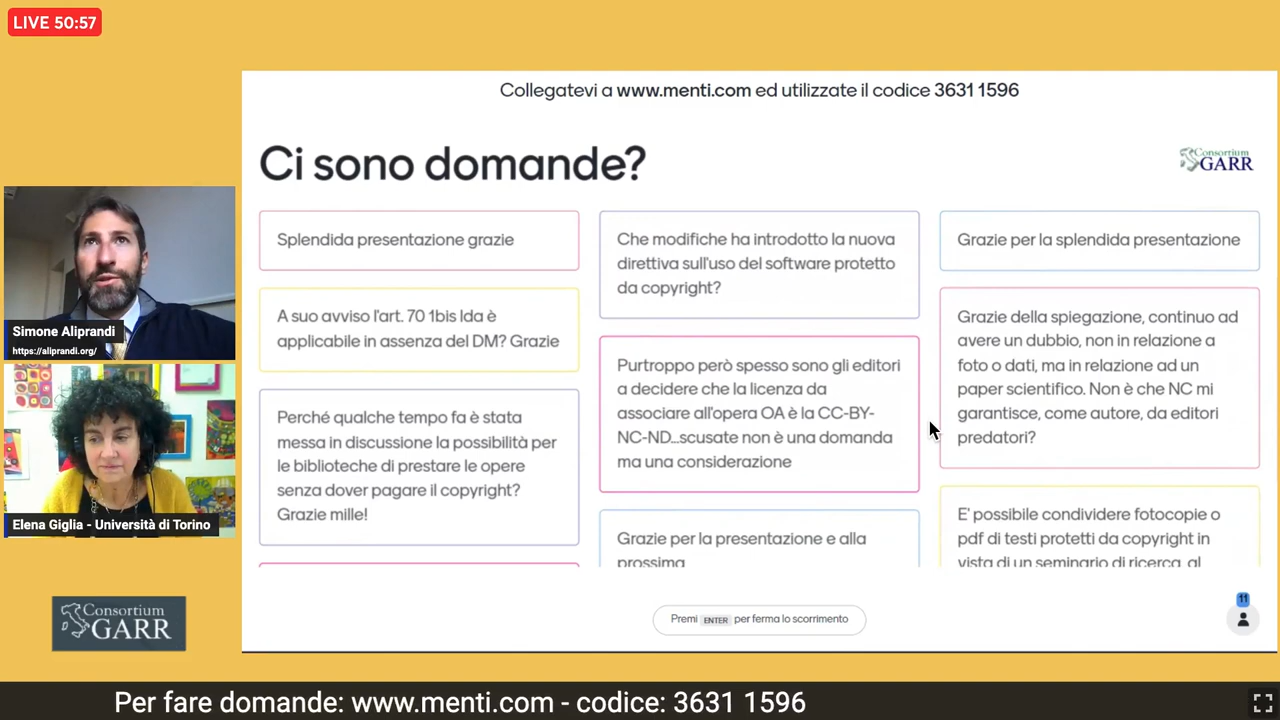 LIVE 50:57
Collegatevi a www.menti.com ed utilizzate il codice 3631 1596
Ci sono domande?
Consortium
GARR
Splendida presentazione grazie
A suo avviso l'art. 70 1bis lda è
applicabile in assenza del DM? Grazie
Perché qualche tempo fa è stata
messa in discussione la possibilità per
le biblioteche di prestare le opere
senza dover pagare il copyright?
Grazie mille!
Che modifiche ha introdotto la nuova
direttiva sull'uso del software protetto
da copyright?
Purtroppo però spesso sono gli editori
a decidere che la licenza da
associare all'opera OA è la CC-BY-
NC-ND...scusate non è una domanda
ma una considerazione
Grazie per la presentazione e alla
prossima
Grazie per la splendida presentazione
Grazie della spiegazione, continuo ad
avere un dubbio, non in relazione a
foto o dati, ma in relazione ad un
paper scientifico. Non è che NC mi
garantisce, come autore, da editori
predatori?
E' possibile condividere fotocopie o
pdf di testi protetti da copyright in
vista di un seminario di ricerca, al
Simone Aliprandi
https://aliprandi.org/
Elena Giglia - Università di Torino
Consortium
GARR
Premi ENTER per ferma lo scorrimento
11
Per fare domande: www.menti.com - codice: 3631 1596